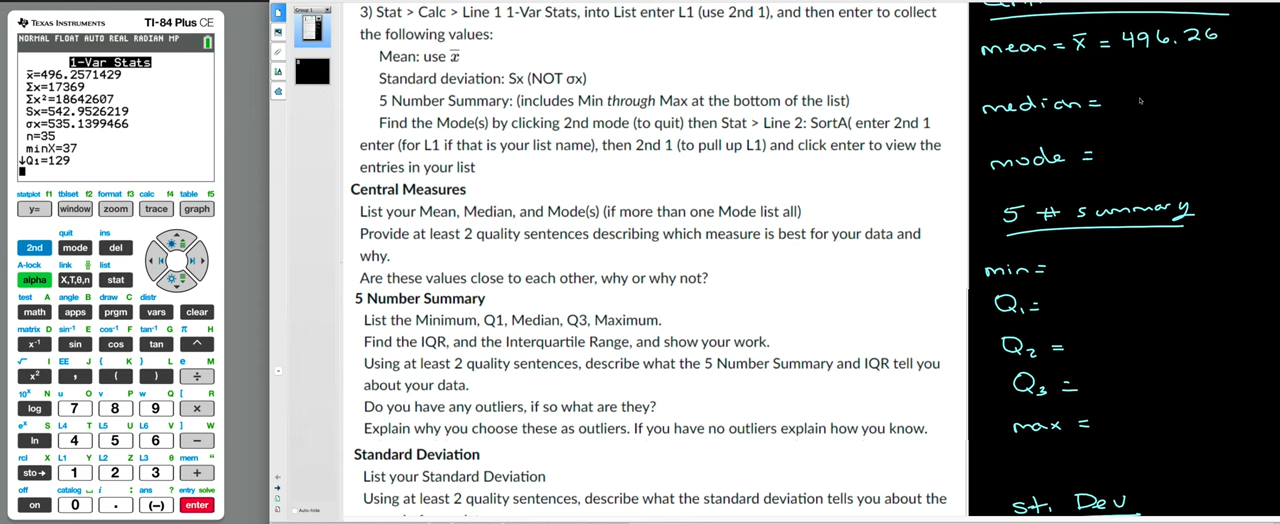 TEXAS INSTRUMENTS TI-84 Plus CE
NORMAL FLOAT AUTO REAL RADIAN MP
1-Var Stats
x̄=496.2571429
Σx=17369
Σx²=18642607
Sx=542.9526219
σx=535.1399466
n=35
minX=37
↓Q₁=129
statplot f1 tblset f2 format f3 calc f4 table f5
y= window zoom trace graph
quit ins
2nd mode del
A-lock link list
alpha X,T,θ,n stat
test A angle B draw C distr
math apps prgm vars clear
matrix D sin⁻¹ E cos⁻¹ F tan⁻¹ G π H
x⁻¹ sin cos tan ^
√ I EE J { K } L e M
x² , ( ) ÷
10ˣ N u O v P w Q [ R
log 7 8 9 ×
eˣ S L4 T L5 U L6 V ] W
ln 4 5 6 −
rcl X L1 Y L2 Z L3 θ mem "
sto→ 1 2 3 +
off catalog ␣ i : ans ? entry solve
on 0 . (−) enter
Group 1
Auto-hide
3) Stat > Calc > Line 1 1-Var Stats, into List enter L1 (use 2nd 1), and then enter to collect
the following values:
Mean: use x̄
Standard deviation: Sx (NOT σx)
5 Number Summary: (includes Min through Max at the bottom of the list)
Find the Mode(s) by clicking 2nd mode (to quit) then Stat > Line 2: SortA( enter 2nd 1
enter (for L1 if that is your list name), then 2nd 1 (to pull up L1) and click enter to view the
entries in your list
Central Measures
List your Mean, Median, and Mode(s) (if more than one Mode list all)
Provide at least 2 quality sentences describing which measure is best for your data and
why.
Are these values close to each other, why or why not?
5 Number Summary
List the Minimum, Q1, Median, Q3, Maximum.
Find the IQR, and the Interquartile Range, and show your work.
Using at least 2 quality sentences, describe what the 5 Number Summary and IQR tell you
about your data.
Do you have any outliers, if so what are they?
Explain why you choose these as outliers. If you have no outliers explain how you know.
Standard Deviation
List your Standard Deviation
Using at least 2 quality sentences, describe what the standard deviation tells you about the
mean = x̄ = 496.26
median =
mode =
5 # summary
min =
Q₁ =
Q₂ =
Q₃ =
max =
St. Dev